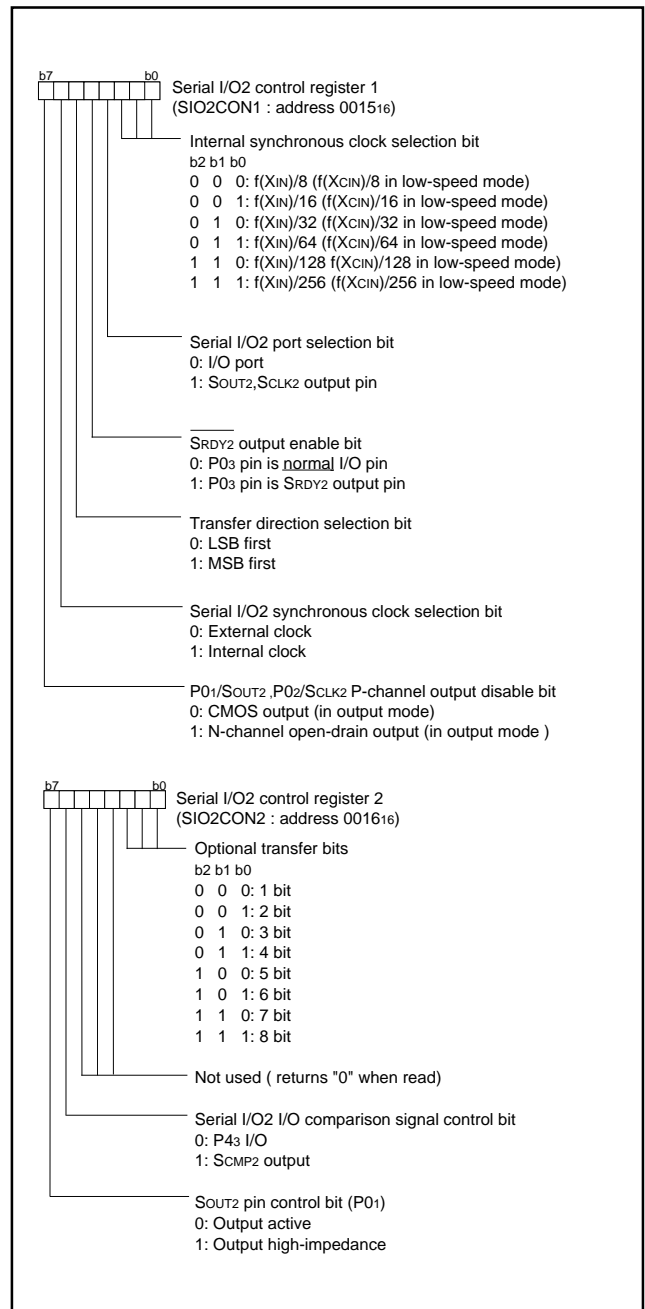 b7 b0
Serial I/O2 control register 1
(SIO2CON1 : address 001516)
Internal synchronous clock selection bit
b2 b1 b0
0 0 0: f(XIN)/8 (f(XCIN)/8 in low-speed mode)
0 0 1: f(XIN)/16 (f(XCIN)/16 in low-speed mode)
0 1 0: f(XIN)/32 (f(XCIN)/32 in low-speed mode)
0 1 1: f(XIN)/64 (f(XCIN)/64 in low-speed mode)
1 1 0: f(XIN)/128 f(XCIN)/128 in low-speed mode)
1 1 1: f(XIN)/256 (f(XCIN)/256 in low-speed mode)
Serial I/O2 port selection bit
0: I/O port
1: SOUT2,SCLK2 output pin
SRDY2 output enable bit
0: P03 pin is normal I/O pin
1: P03 pin is SRDY2 output pin
Transfer direction selection bit
0: LSB first
1: MSB first
Serial I/O2 synchronous clock selection bit
0: External clock
1: Internal clock
P01/SOUT2 ,P02/SCLK2 P-channel output disable bit
0: CMOS output (in output mode)
1: N-channel open-drain output (in output mode )
b7 b0
Serial I/O2 control register 2
(SIO2CON2 : address 001616)
Optional transfer bits
b2 b1 b0
0 0 0: 1 bit
0 0 1: 2 bit
0 1 0: 3 bit
0 1 1: 4 bit
1 0 0: 5 bit
1 0 1: 6 bit
1 1 0: 7 bit
1 1 1: 8 bit
Not used ( returns "0" when read)
Serial I/O2 I/O comparison signal control bit
0: P43 I/O
1: SCMP2 output
SOUT2 pin control bit (P01)
0: Output active
1: Output high-impedance